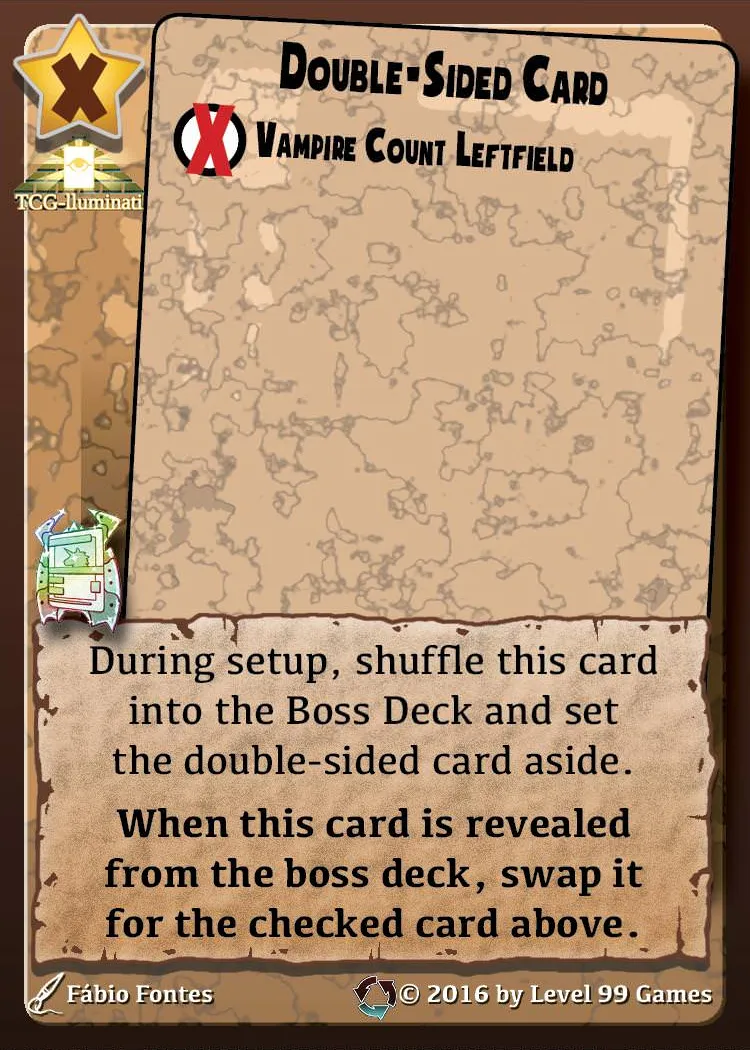 X
DOUBLE-SIDED CARD
X VAMPIRE COUNT LEFTFIELD
TCG-Iluminati
During setup, shuffle this card
into the Boss Deck and set
the double-sided card aside.
When this card is revealed
from the boss deck, swap it
for the checked card above.
Fábio Fontes
© 2016 by Level 99 Games